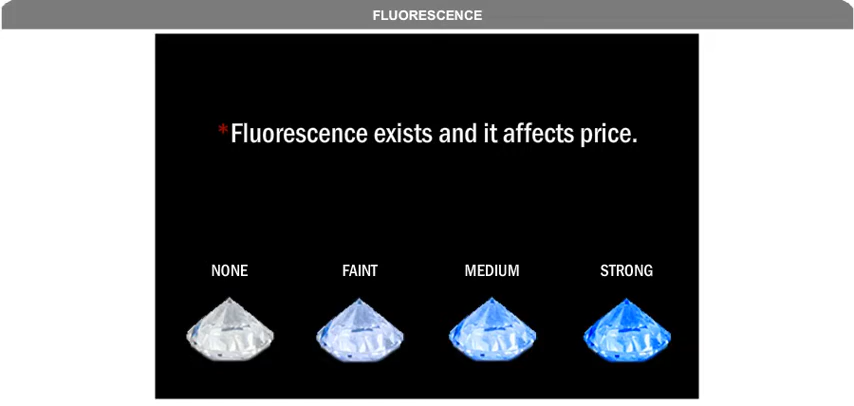 FLUORESCENCE
*Fluorescence exists and it affects price.
NONE FAINT MEDIUM STRONG